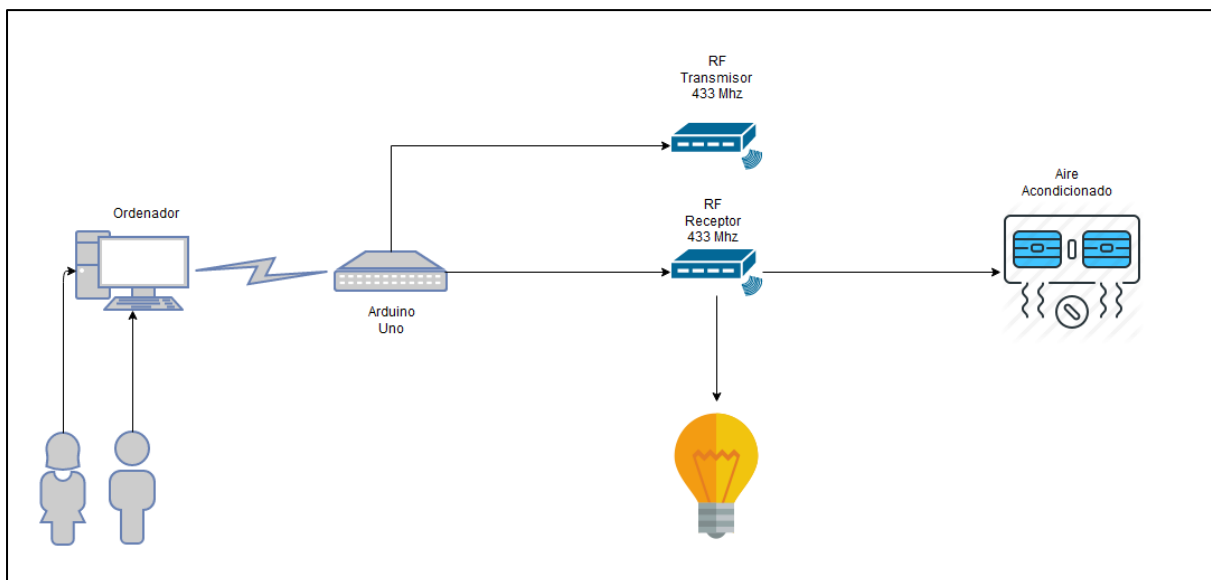 RF
Transmisor
433 Mhz
Aire
Acondicionado
RF
Receptor
433 Mhz
Ordenador
Arduino
Uno